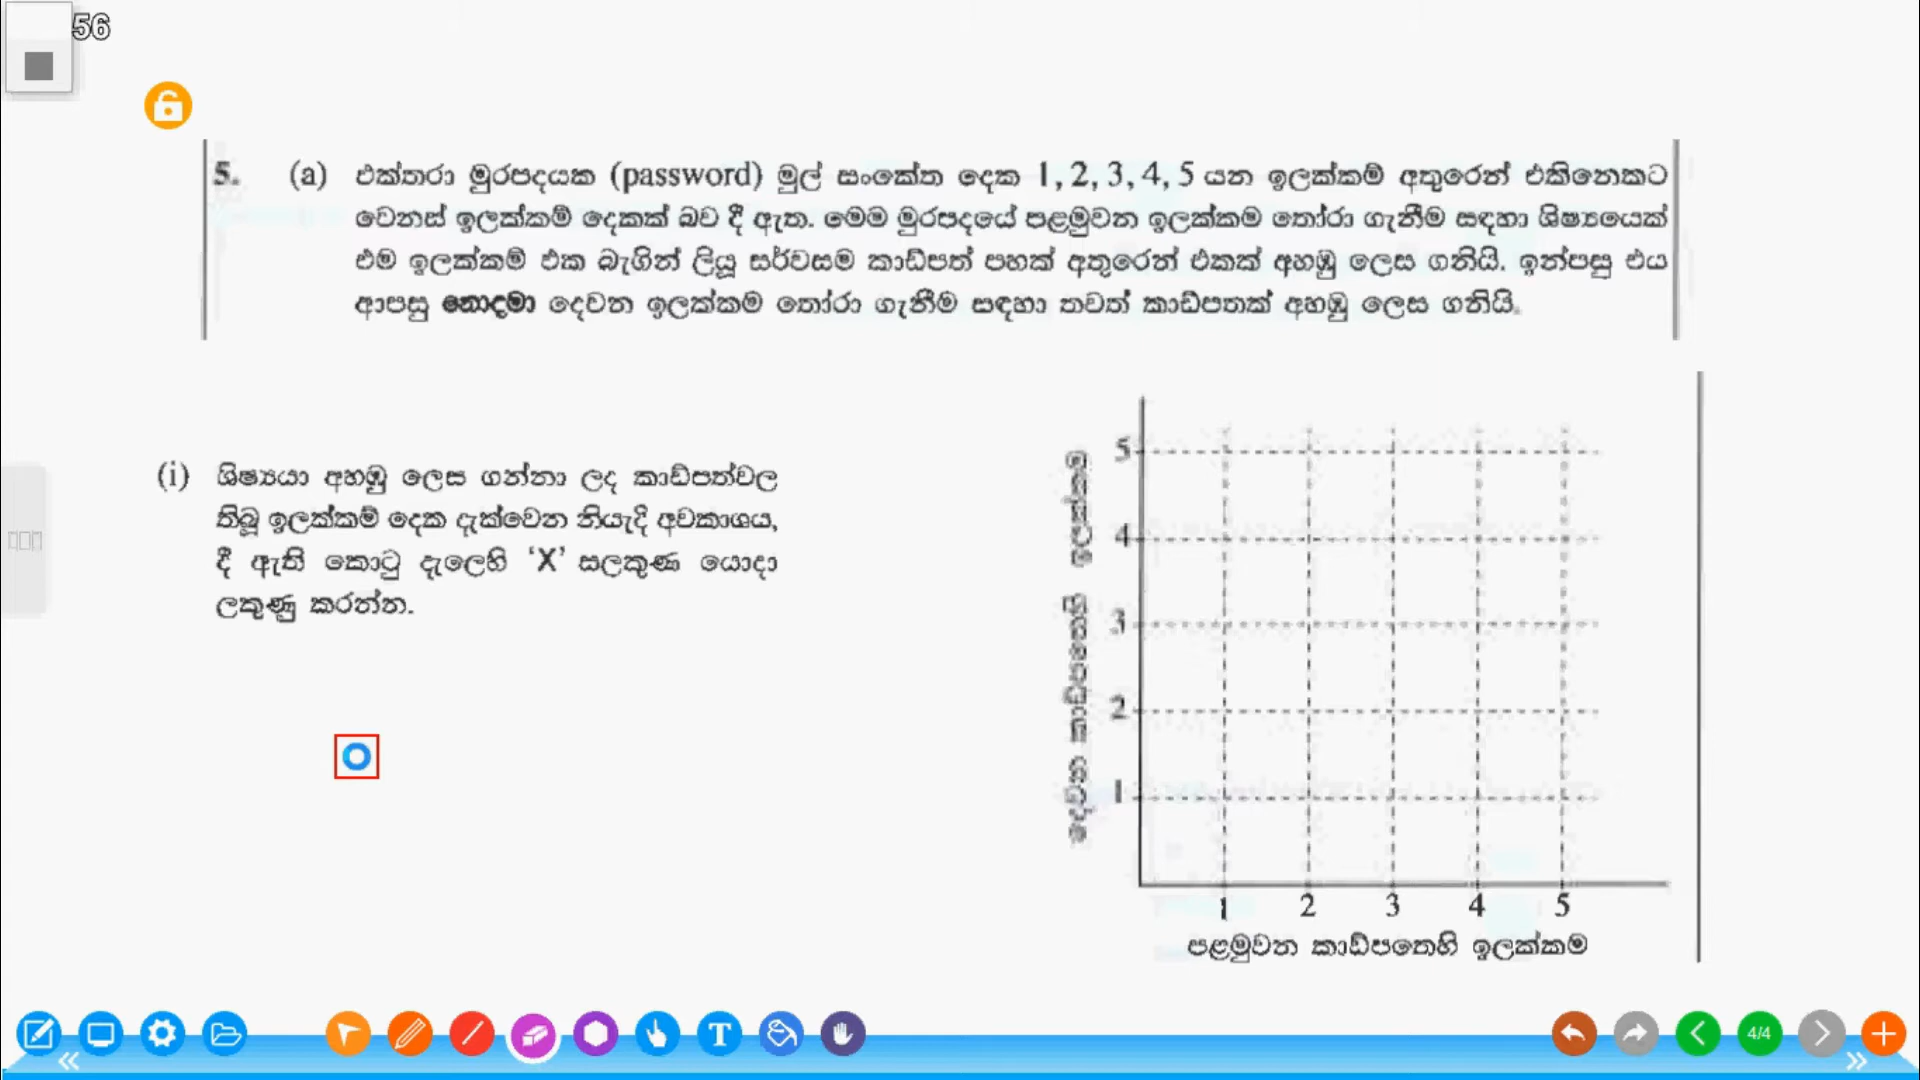 56
5. (a) එක්තරා මුරපදයක (password) මුල් සංකේත දෙක 1, 2, 3, 4, 5 යන ඉලක්කම් අතුරෙන් එකිනෙකට
වෙනස් ඉලක්කම් දෙකක් බව දී ඇත. මෙම මුරපදයේ පළමුවන ඉලක්කම තෝරා ගැනීම සඳහා ශිෂ්‍යයෙක්
එම ඉලක්කම් එක බැගින් ලියූ සර්වසම කාඩ්පත් පහක් අතුරෙන් එකක් අහඹු ලෙස ගනියි. ඉන්පසු එය
ආපසු නොදමා දෙවන ඉලක්කම තෝරා ගැනීම සඳහා තවත් කාඩ්පතක් අහඹු ලෙස ගනියි.
(i) ශිෂ්‍යයා අහඹු ලෙස ගන්නා ලද කාඩ්පත්වල
තිබූ ඉලක්කම් දෙක දැක්වෙන නියැදි අවකාශය,
දී ඇති කොටු දැලෙහි ‘X’ සලකුණ යොදා
ලකුණු කරන්න.
දෙවන කාඩ්පතෙහි ඉලක්කම
5
4
3
2
1
1 2 3 4 5
පළමුවන කාඩ්පතෙහි ඉලක්කම
T
4/4